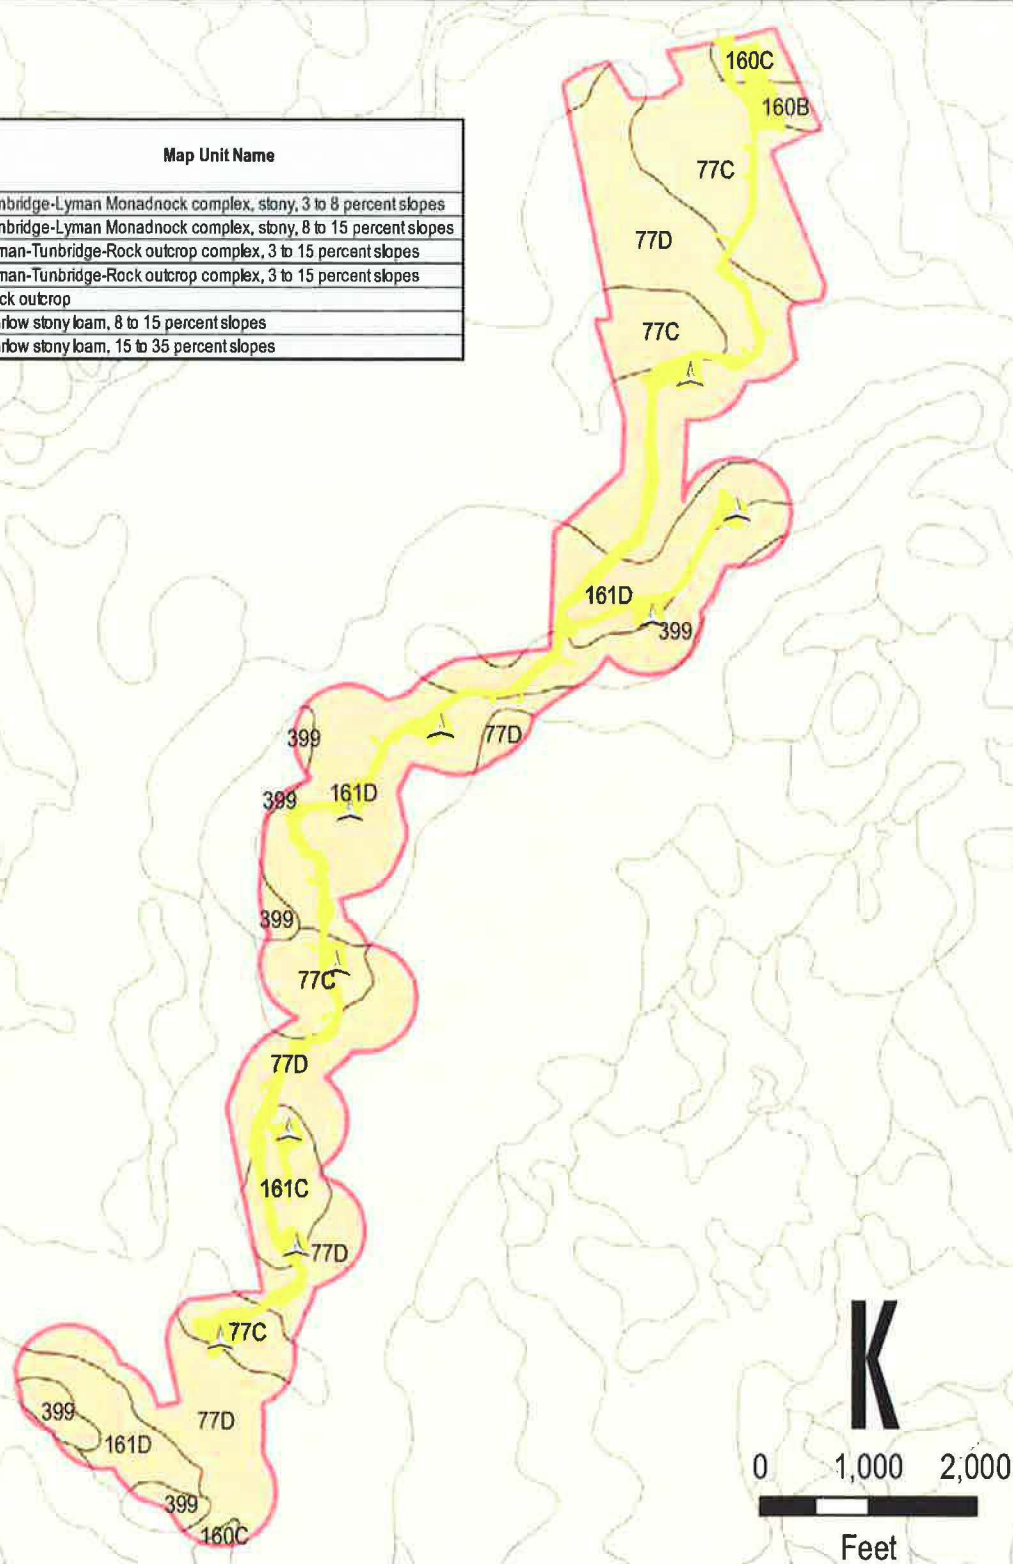 160C
160B
Map Unit Name
77C
nbridge-Lyman Monadnock complex, stony, 3 to 8 percent slopes
nbridge-Lyman Monadnock complex, stony, 8 to 15 percent slopes
man-Tunbridge-Rock outcrop complex, 3 to 15 percent slopes
77D
man-Tunbridge-Rock outcrop complex, 3 to 15 percent slopes
ck outcrop
rlow stony loam, 8 to 15 percent slopes
77C
rlow stony loam, 15 to 35 percent slopes
161D
399
399
77D
399
161D
399
77C
77D
161C
77D
77C
399
77D
161D
399
160C
K
0 1,000 2,000
Feet